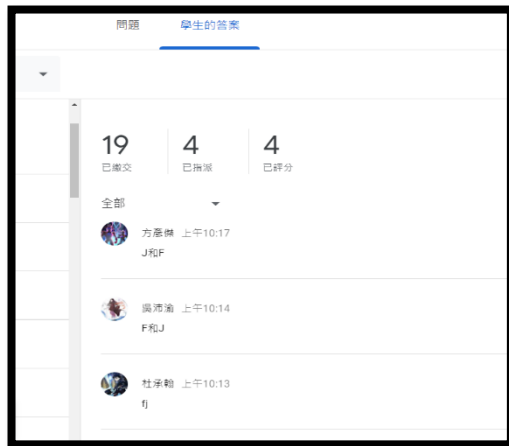 問題 學生的答案
19 4 4
已繳交 已指派 已評分
全部
方彥傑 上午10:17
J和F
吳沛渝 上午10:14
F和J
杜承翰 上午10:13
fj